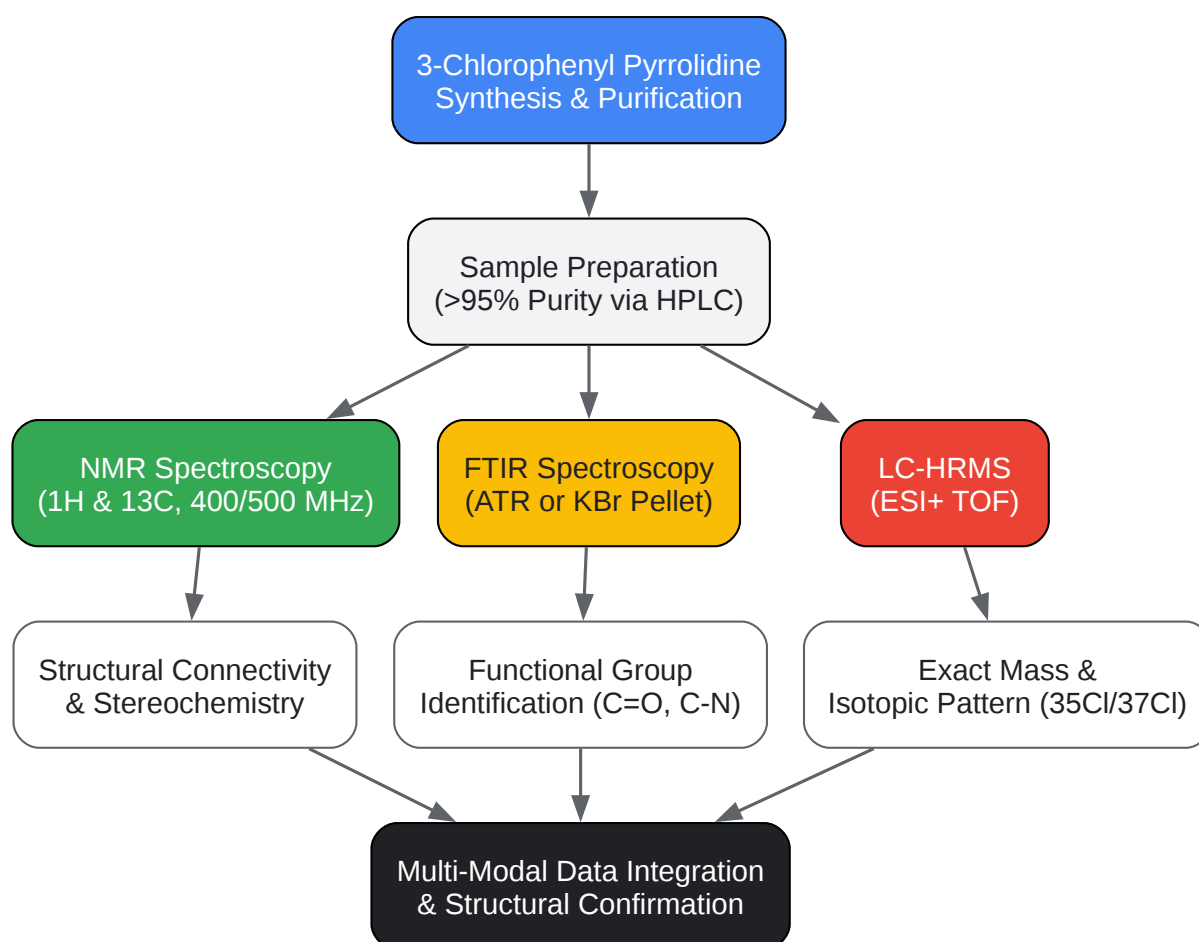 3-Chlorophenyl Pyrrolidine
Synthesis & Purification
Sample Preparation
(>95% Purity via HPLC)
NMR Spectroscopy
(1H & 13C, 400/500 MHz)
FTIR Spectroscopy
(ATR or KBr Pellet)
LC-HRMS
(ESI+ TOF)
Structural Connectivity
& Stereochemistry
Functional Group
Identification (C=O, C-N)
Exact Mass &
Isotopic Pattern (35Cl/37Cl)
Multi-Modal Data Integration
& Structural Confirmation